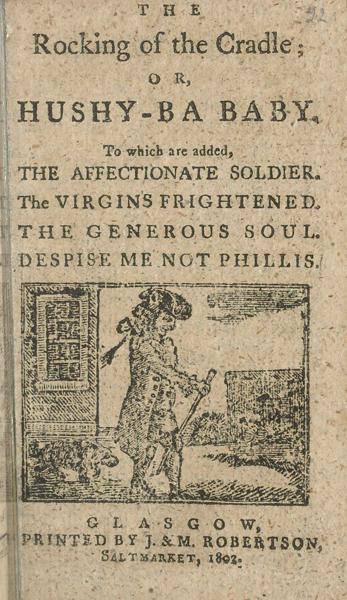 THE
Rocking of the Cradle;
OR,
HUSHY-BA BABY.
To which are added,
THE AFFECTIONATE SOLDIER.
The VIRGINS FRIGHTENED.
THE GENEROUS SOUL.
DESPISE ME NOT PHILLIS.
GLASGOW,
PRINTED BY J. & M. ROBERTSON,
SALTMARKET, 1802.